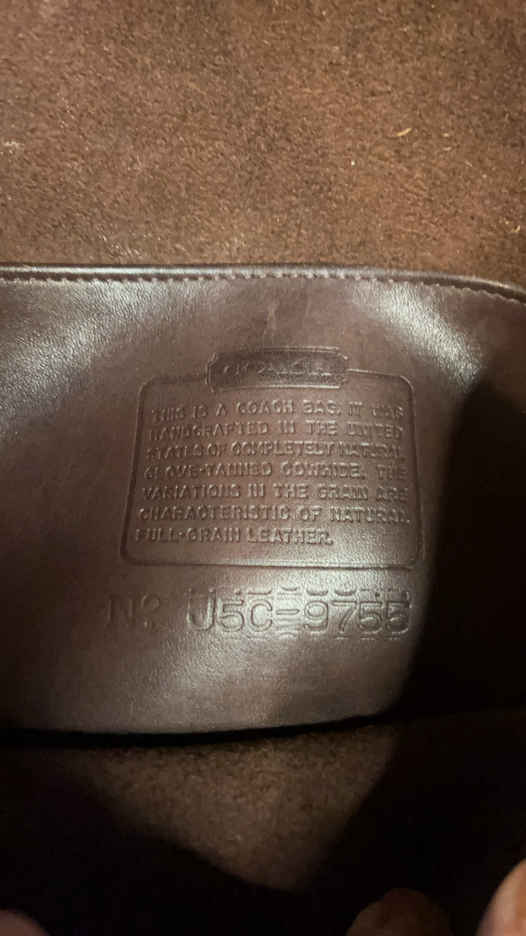 COACH
THIS IS A COACH BAG. IT WAS
HANDCRAFTED IN THE UNITED
STATES OF COMPLETELY NATURAL
GLOVE-TANNED COWHIDE. THE
VARIATIONS IN THE GRAIN ARE
CHARACTERISTIC OF NATURAL
FULL-GRAIN LEATHER.
Nº U5C-9755